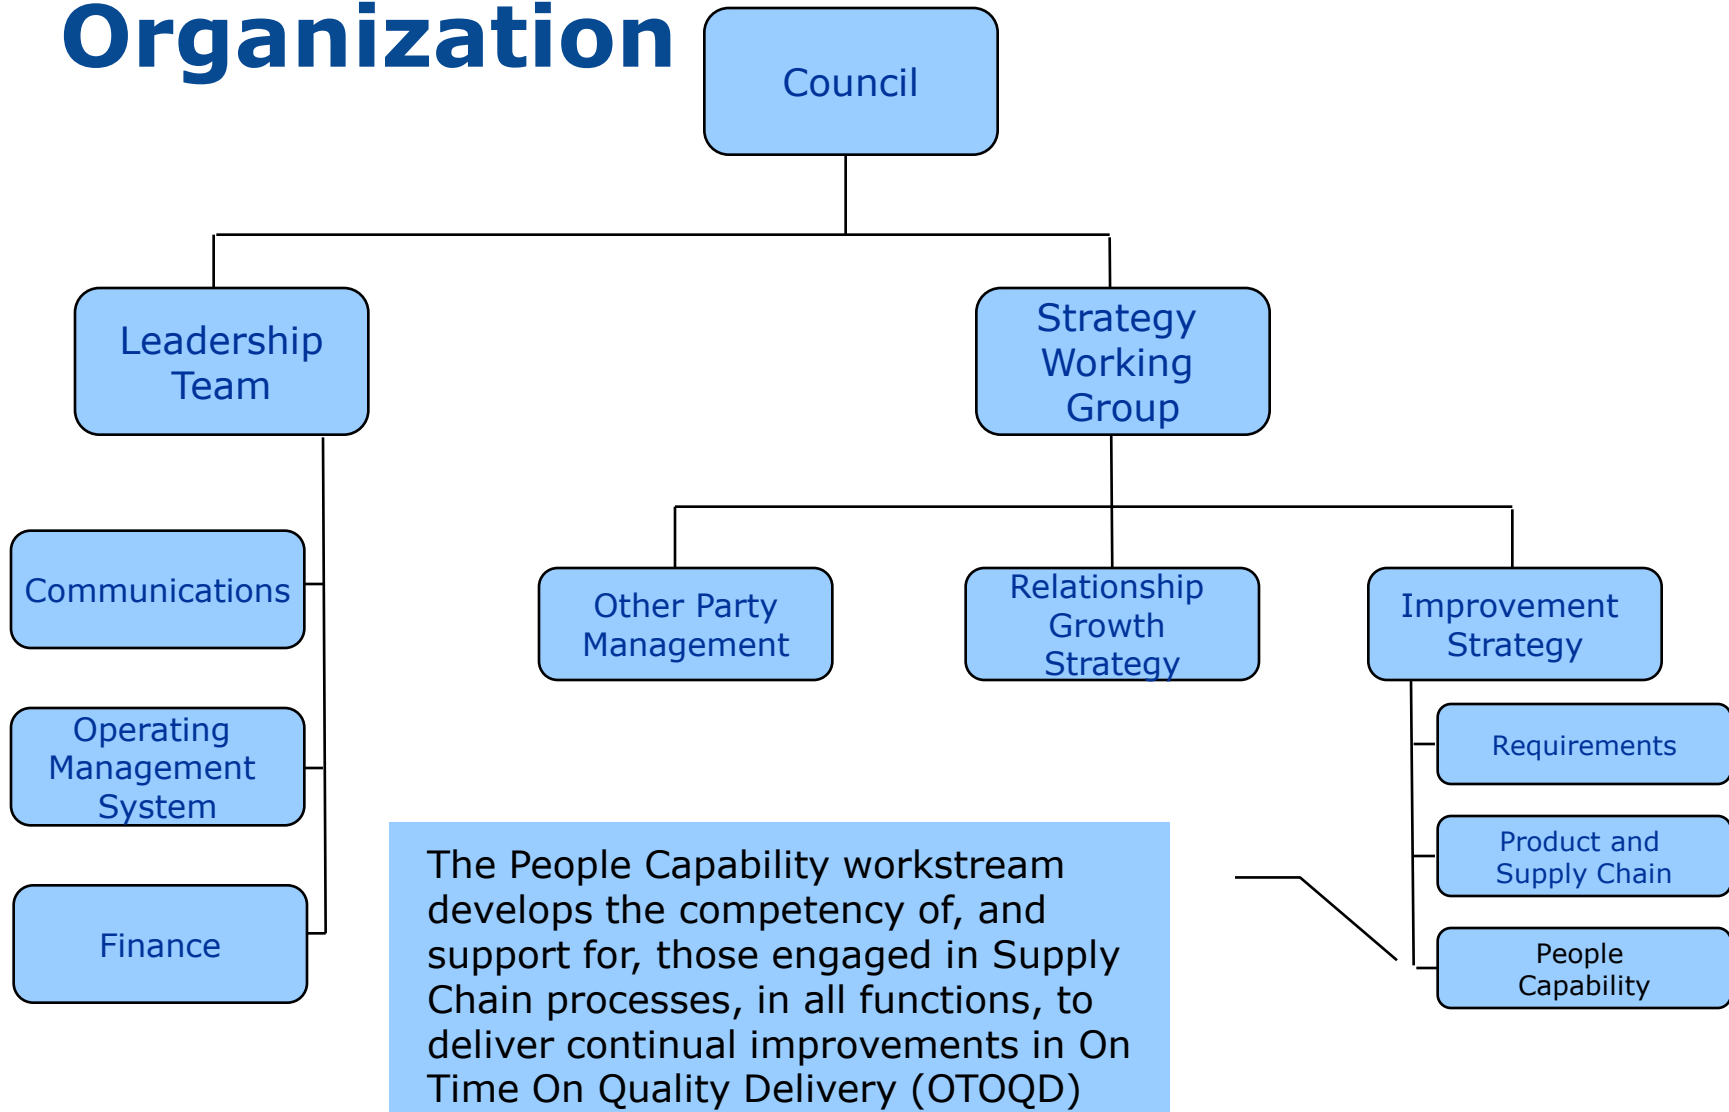 Organization
Council
Leadership
Team
Strategy
Working
Group
Communications
Operating
Management
System
Finance
Other Party
Management
Relationship
Growth
Strategy
Improvement
Strategy
Requirements
Product and
Supply Chain
People
Capability
The People Capability workstream
develops the competency of, and
support for, those engaged in Supply
Chain processes, in all functions, to
deliver continual improvements in On
Time On Quality Delivery (OTOQD)